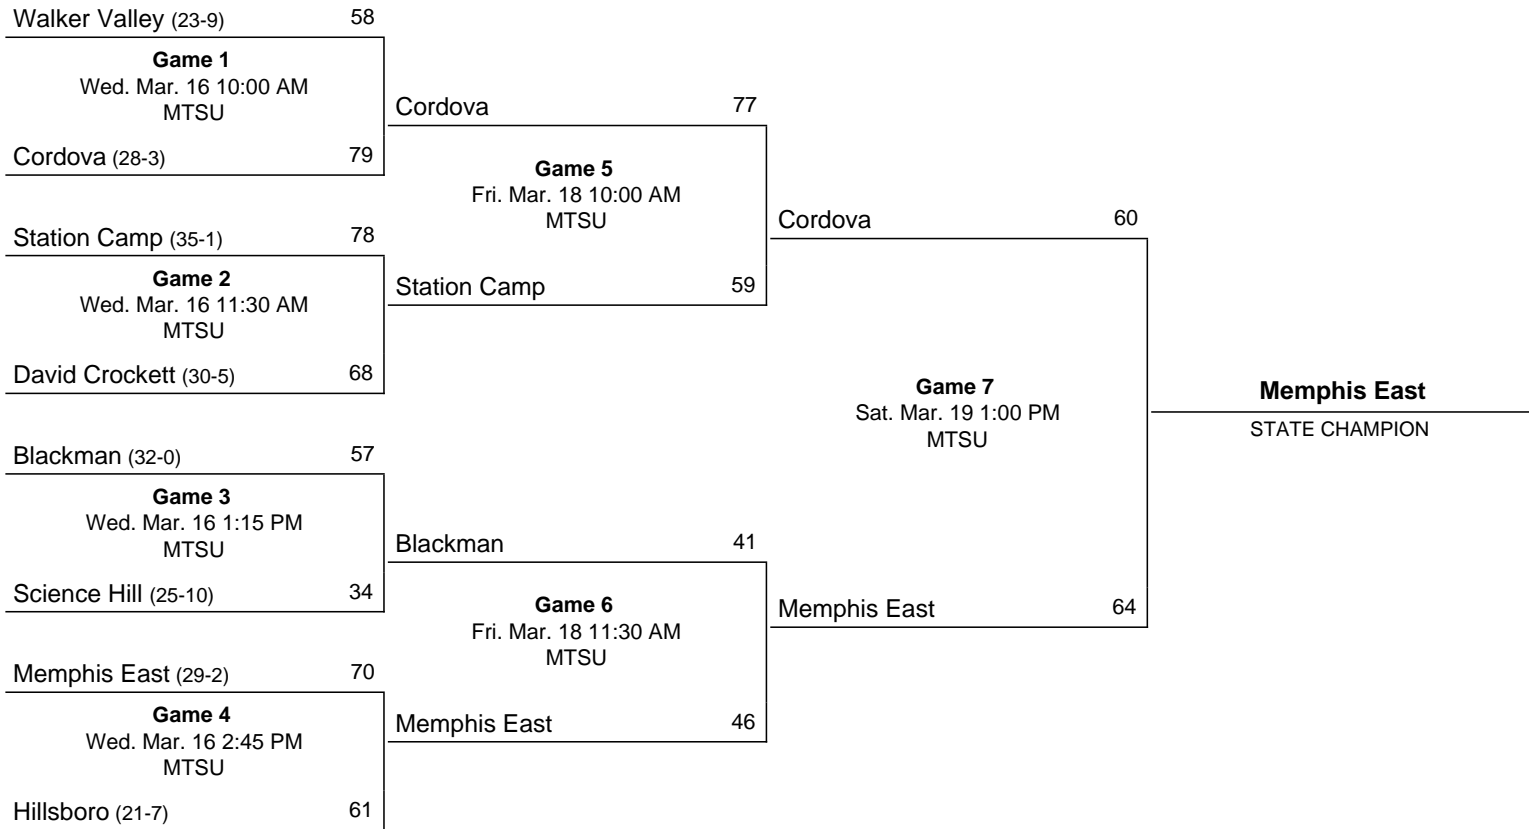 Walker Valley (23-9) 58
Game 1
Wed. Mar. 16 10:00 AM
MTSU
Cordova (28-3) 79
Station Camp (35-1) 78
Game 2
Wed. Mar. 16 11:30 AM
MTSU
David Crockett (30-5) 68
Blackman (32-0) 57
Game 3
Wed. Mar. 16 1:15 PM
MTSU
Science Hill (25-10) 34
Memphis East (29-2) 70
Game 4
Wed. Mar. 16 2:45 PM
MTSU
Hillsboro (21-7) 61
Cordova 77
Game 5
Fri. Mar. 18 10:00 AM
MTSU
Station Camp 59
Blackman 41
Game 6
Fri. Mar. 18 11:30 AM
MTSU
Memphis East 46
Cordova 60
Game 7
Sat. Mar. 19 1:00 PM
MTSU
Memphis East 64
Memphis East
STATE CHAMPION